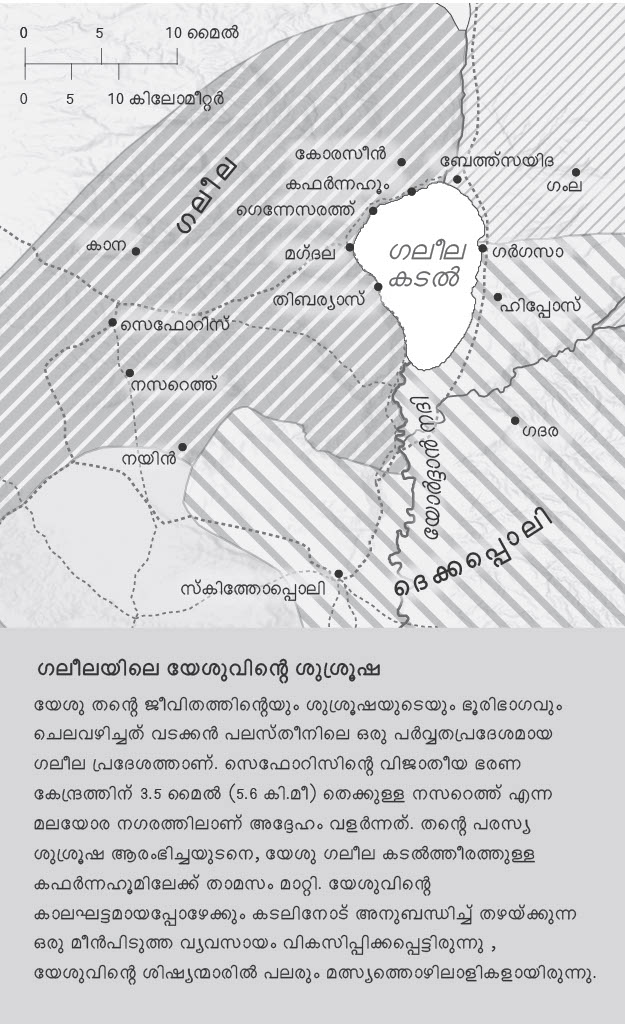 0 5 10 മൈൽ
0 5 10 കിലോമീറ്റർ
കോരസീൻ
ബേത്ത്സയിദ
ഗംല
കഫർന്നഹൂം
ഗെന്നേസരത്ത്
ഗലീല
കാന
മഗ്ദല
ഗലീല
കടൽ
ഗർഗസാ
തിബര്യാസ്
ഹിപ്പോസ്
സെഫോറിസ്
നസറെത്ത്
ഗദര
നയിൻ
യോർദ്ദാൻ നദി
ദെക്കപ്പൊലി
സ്കിത്തോപ്പൊലി
ഗലീലയിലെ യേശുവിന്റെ ശുശ്രൂഷ
യേശു തന്റെ ജീവിതത്തിന്റെയും ശുശ്രൂഷയുടെയും ഭൂരിഭാഗവും
ചെലവഴിച്ചത് വടക്കൻ പലസ്തീനിലെ ഒരു പർവ്വതപ്രദേശമായ
ഗലീല പ്രദേശത്താണ്. സെഫോറിസിന്റെ വിജാതീയ ഭരണ
കേന്ദ്രത്തിന് 3.5 മൈൽ (5.6 കി.മീ) തെക്കുള്ള നസറെത്ത് എന്ന
മലയോര നഗരത്തിലാണ് അദ്ദേഹം വളർന്നത്. തന്റെ പരസ്യ
ശുശ്രൂഷ ആരംഭിച്ചയുടനെ, യേശു ഗലീല കടൽത്തീരത്തുള്ള
കഫർന്നഹൂമിലേക്ക് താമസം മാറ്റി. യേശുവിന്റെ
കാലഘട്ടമായപ്പോഴേക്കും കടലിനോട് അനുബന്ധിച്ച് തഴയ്ക്കുന്ന
ഒരു മീൻപിടുത്ത വ്യവസായം വികസിപ്പിക്കപ്പെട്ടിരുന്നു ,
യേശുവിന്റെ ശിഷ്യന്മാരിൽ പലരും മത്സ്യത്തൊഴിലാളികളായിരുന്നു.